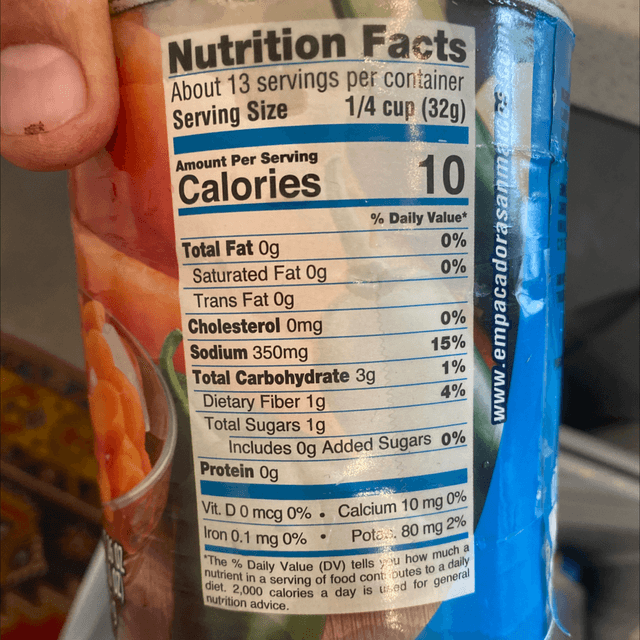 Nutrition Facts
About 13 servings per container
Serving Size 1/4 cup (32g)
Amount Per Serving
Calories 10
% Daily Value*
Total Fat 0g 0%
Saturated Fat 0g 0%
Trans Fat 0g
Cholesterol 0mg 0%
Sodium 350mg 15%
Total Carbohydrate 3g 1%
Dietary Fiber 1g 4%
Total Sugars 1g
Includes 0g Added Sugars 0%
Protein 0g
Vit. D 0 mcg 0% • Calcium 10 mg 0%
Iron 0.1 mg 0% • Potas. 80 mg 2%
*The % Daily Value (DV) tells you how much a
nutrient in a serving of food contributes to a daily
diet. 2,000 calories a day is used for general
nutrition advice.